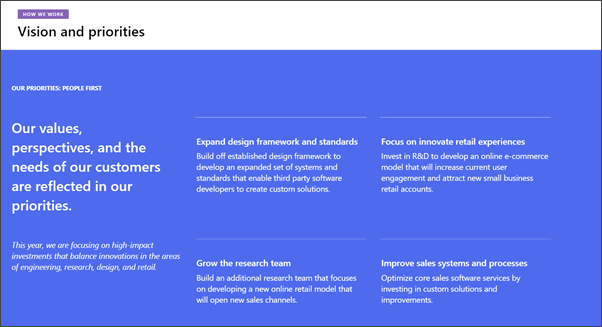 HOW WE WORK
Vision and priorities
OUR PRIORITIES: PEOPLE FIRST
Our values,
perspectives, and the
needs of our customers
are reflected in our
priorities.
This year, we are focusing on high-impact
investments that balance innovations in the areas
of engineering, research, design, and retail.
Expand design framework and standards
Build off established design framework to
develop an expanded set of systems and
standards that enable third party software
developers to create custom solutions.
Focus on innovate retail experiences
Invest in R&D to develop an online e-commerce
model that will increase current user
engagement and attract new small business
retail accounts.
Grow the research team
Build an additional research team that focuses
on developing a new online retail model that
will open new sales channels.
Improve sales systems and processes
Optimize core sales software services by
investing in custom solutions and
improvements.